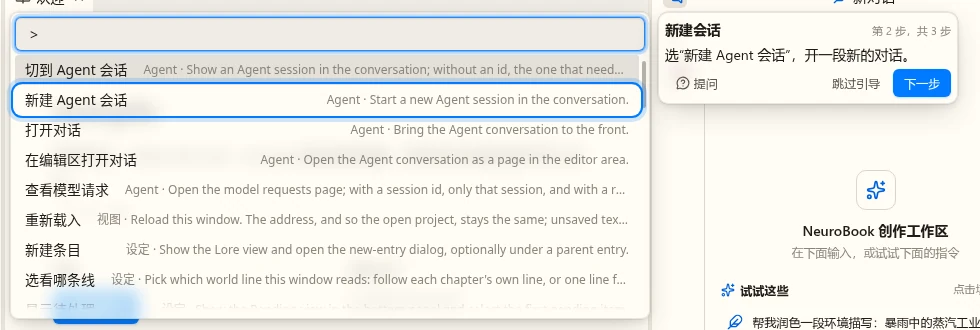 >
切到 Agent 会话 Agent · Show an Agent session in the conversation; without an id, the one that need...
新建 Agent 会话 Agent · Start a new Agent session in the conversation.
打开对话 Agent · Bring the Agent conversation to the front.
在编辑区打开对话 Agent · Open the Agent conversation as a page in the editor area.
查看模型请求 Agent · Open the model requests page; with a session id, only that session, and with a r...
重新载入 视图 · Reload this window. The address, and so the open project, stays the same; unsaved tex...
新建条目 设定 · Show the Lore view and open the new-entry dialog, optionally under a parent entry.
选看哪条线 设定 · Pick which world line this window reads: follow each chapter's own line, or one line f...
新建会话 第 2 步，共 3 步
选“新建 Agent 会话”，开一段新的对话。
提问 跳过引导 下一步
NeuroBook 创作工作区
在下面输入，或试试下面的指令
试试这些
帮我润色一段环境描写：暴雨中的蒸汽工业